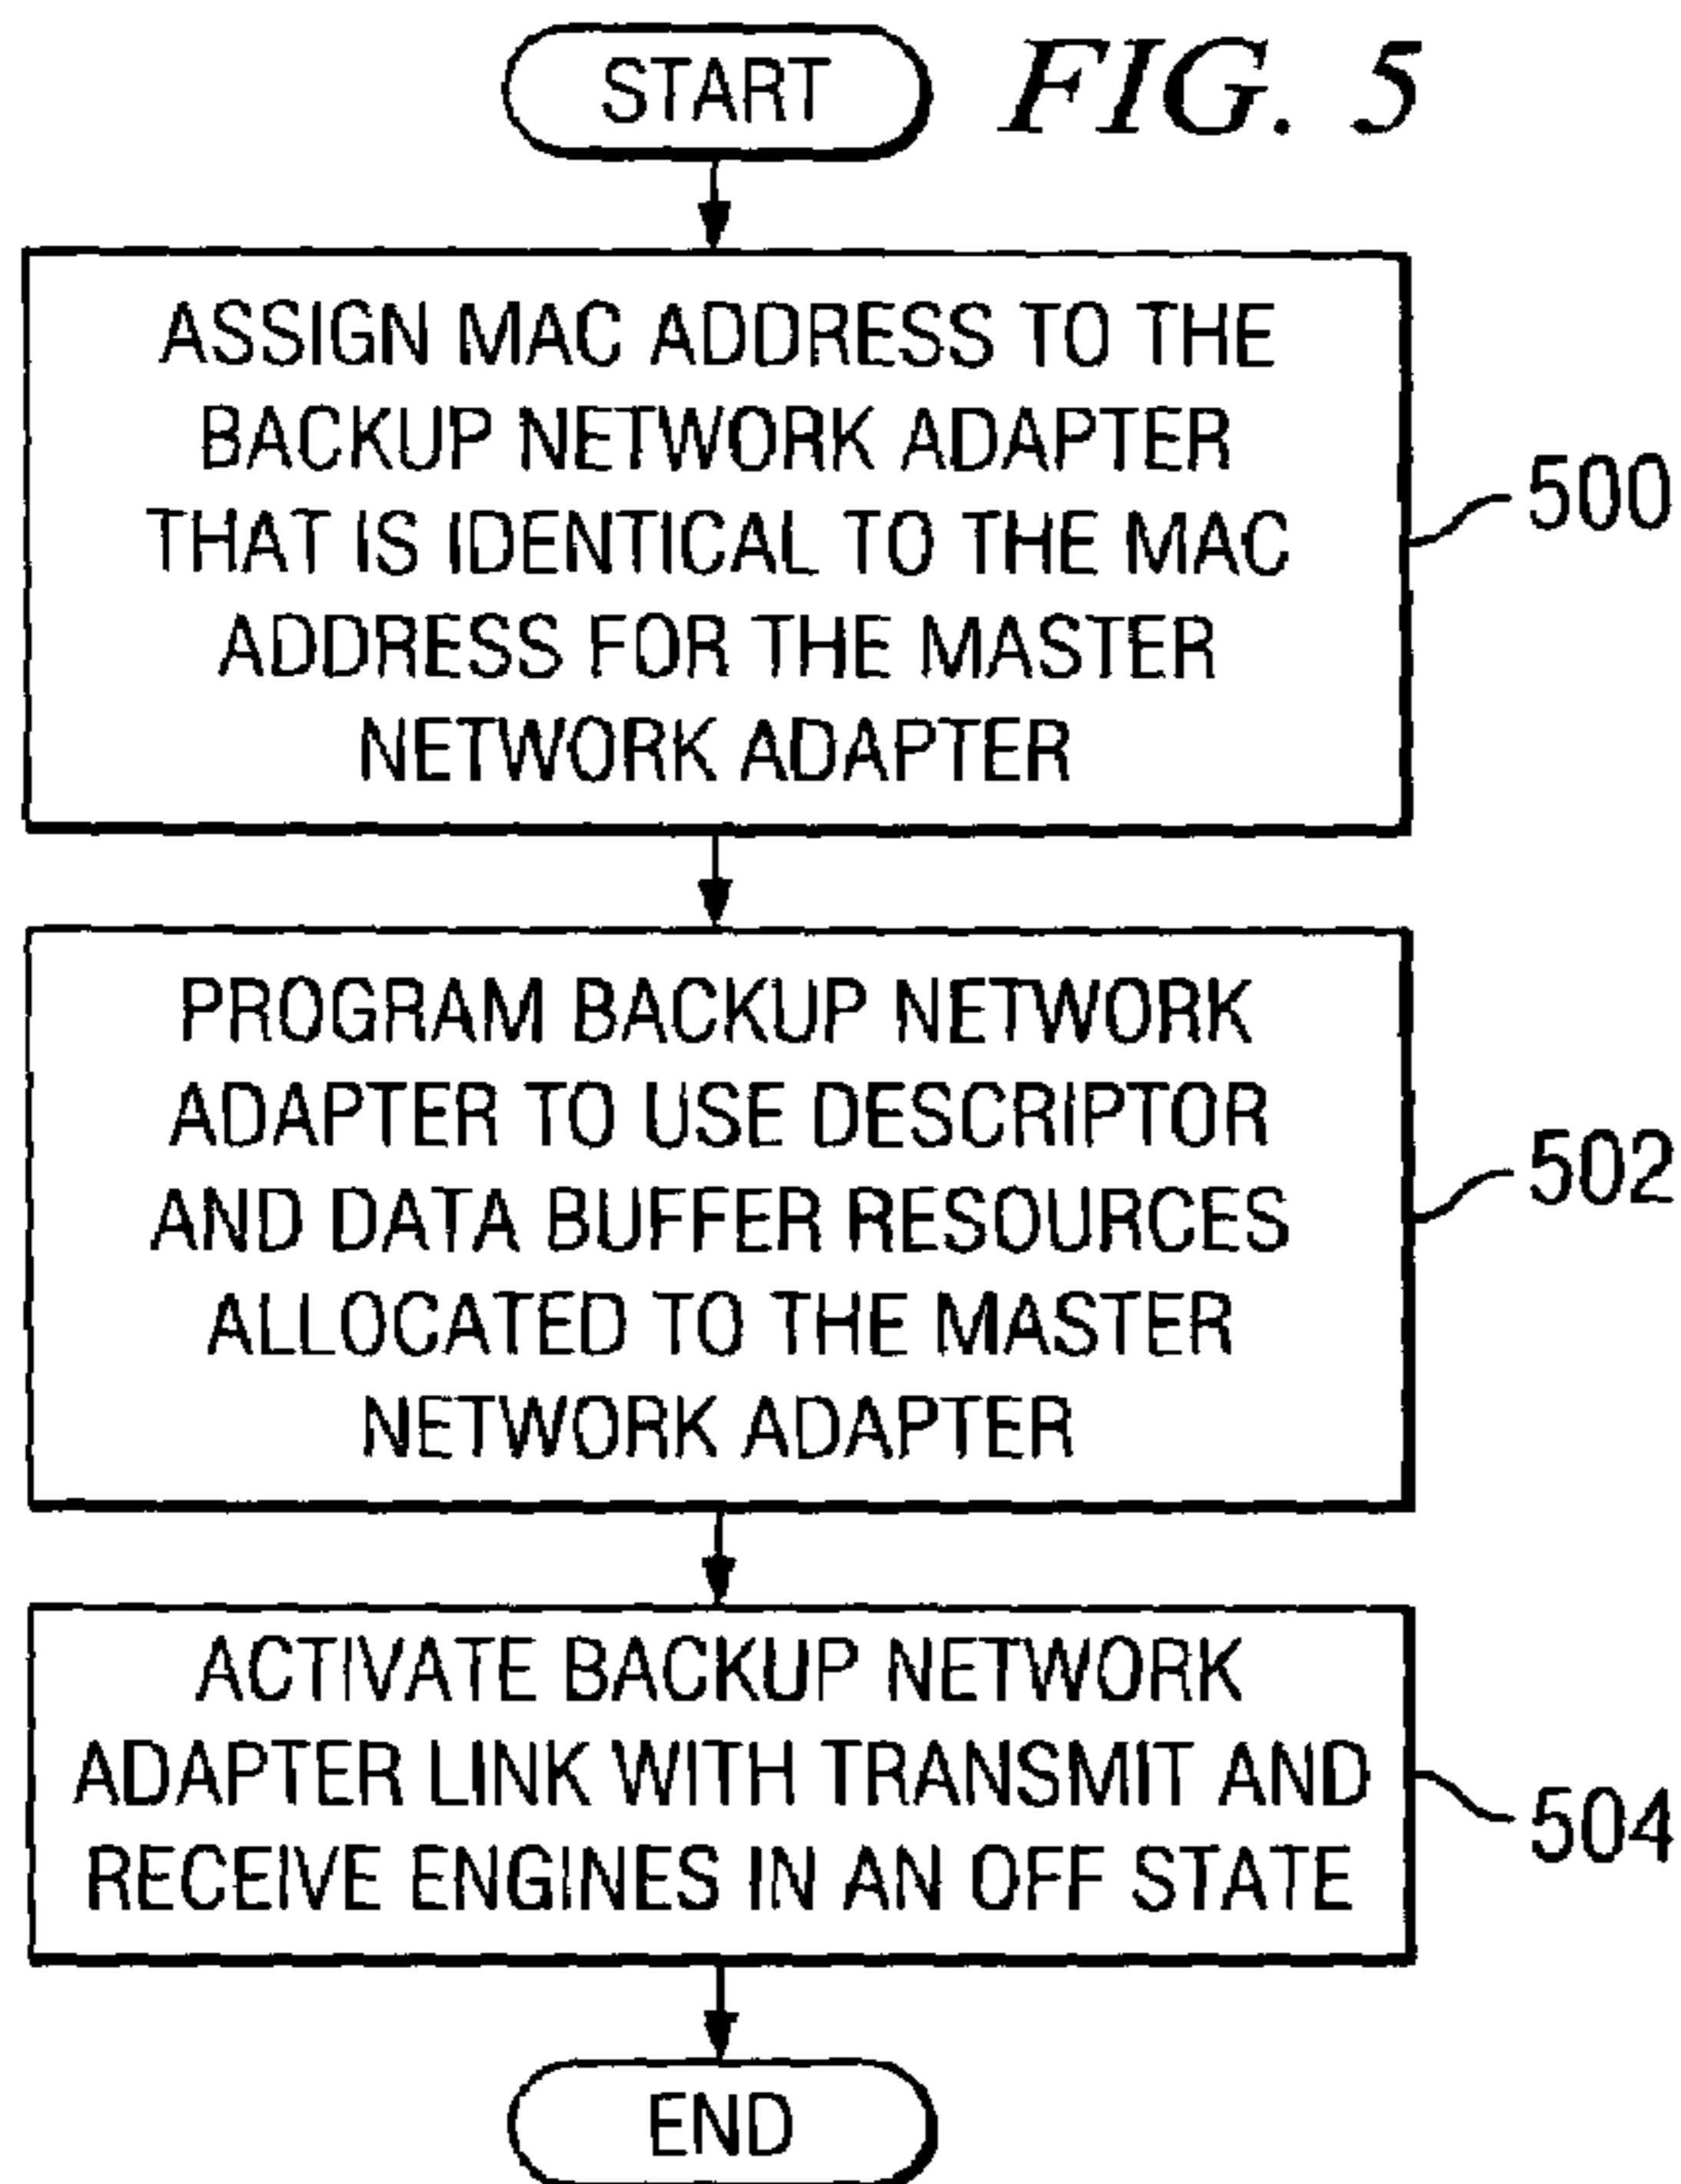 START
FIG. 5
ASSIGN MAC ADDRESS TO THE
BACKUP NETWORK ADAPTER
THAT IS IDENTICAL TO THE MAC
ADDRESS FOR THE MASTER
NETWORK ADAPTER
500
PROGRAM BACKUP NETWORK
ADAPTER TO USE DESCRIPTOR
AND DATA BUFFER RESOURCES
ALLOCATED TO THE MASTER
NETWORK ADAPTER
502
ACTIVATE BACKUP NETWORK
ADAPTER LINK WITH TRANSMIT AND
RECEIVE ENGINES IN AN OFF STATE
504
END